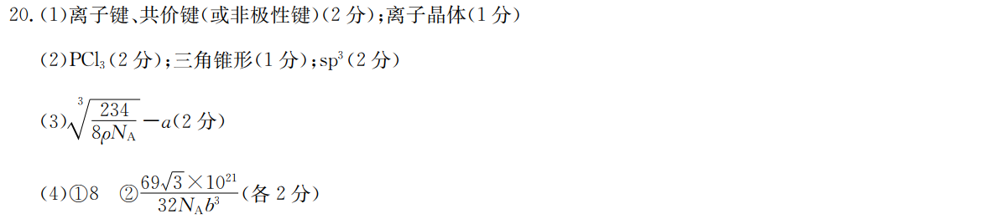 20. (1)离子键、共价键(或非极性键)(2分);离子晶体(1分)
(2)PCl₃(2分);三角锥形(1分);sp³(2分)
(3)∛(234/(8ρN_A))－a(2分)
(4)①8 ②69√3×10²¹/(32N_Ab³)(各2分)